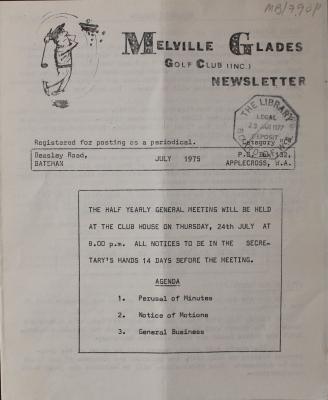 MB/790P
MELVILLE GLADES
GOLF CLUB (INC.)
NEWSLETTER
THE LIBRARY
LEGAL
DEPOSIT
Registered for posting as a periodical. Category "C"
Beasley Road, JULY 1975 P.O. Box 132,
BATEMAN APPLECROSS, W.A.
THE HALF YEARLY GENERAL MEETING WILL BE HELD
AT THE CLUB HOUSE ON THURSDAY, 24th JULY AT
8.00 p.m. ALL NOTICES TO BE IN THE SECRE-
TARY'S HANDS 14 DAYS BEFORE THE MEETING.
AGENDA
1. Perusal of Minutes
2. Notice of Motions
3. General Business